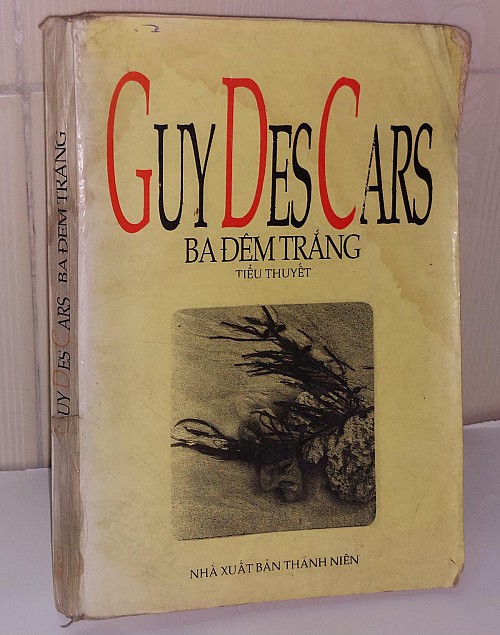 GUY DES CARS
BA ĐÊM TRẮNG
TIỂU THUYẾT
NHÀ XUẤT BẢN THANH NIÊN
GUY DES CARS BA ĐÊM TRẮNG